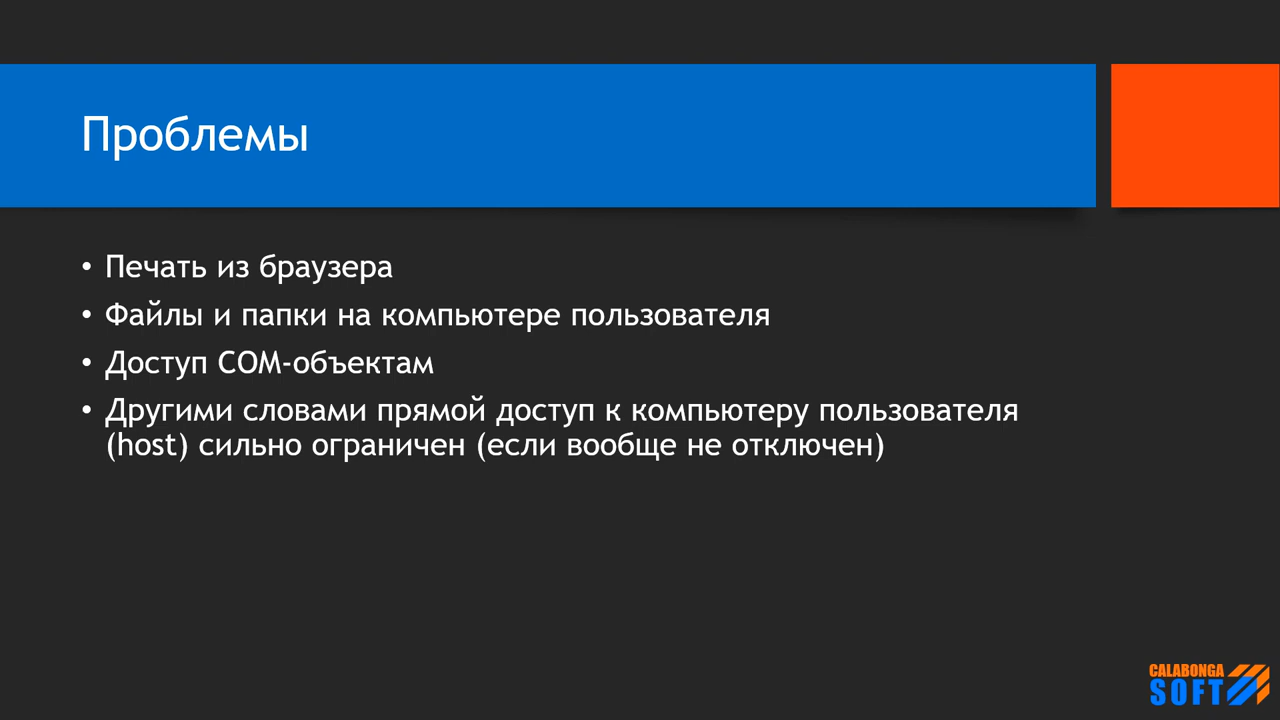 Проблемы
• Печать из браузера
• Файлы и папки на компьютере пользователя
• Доступ COM-объектам
• Другими словами прямой доступ к компьютеру пользователя
(host) сильно ограничен (если вообще не отключен)
CALABONGA
SOFT